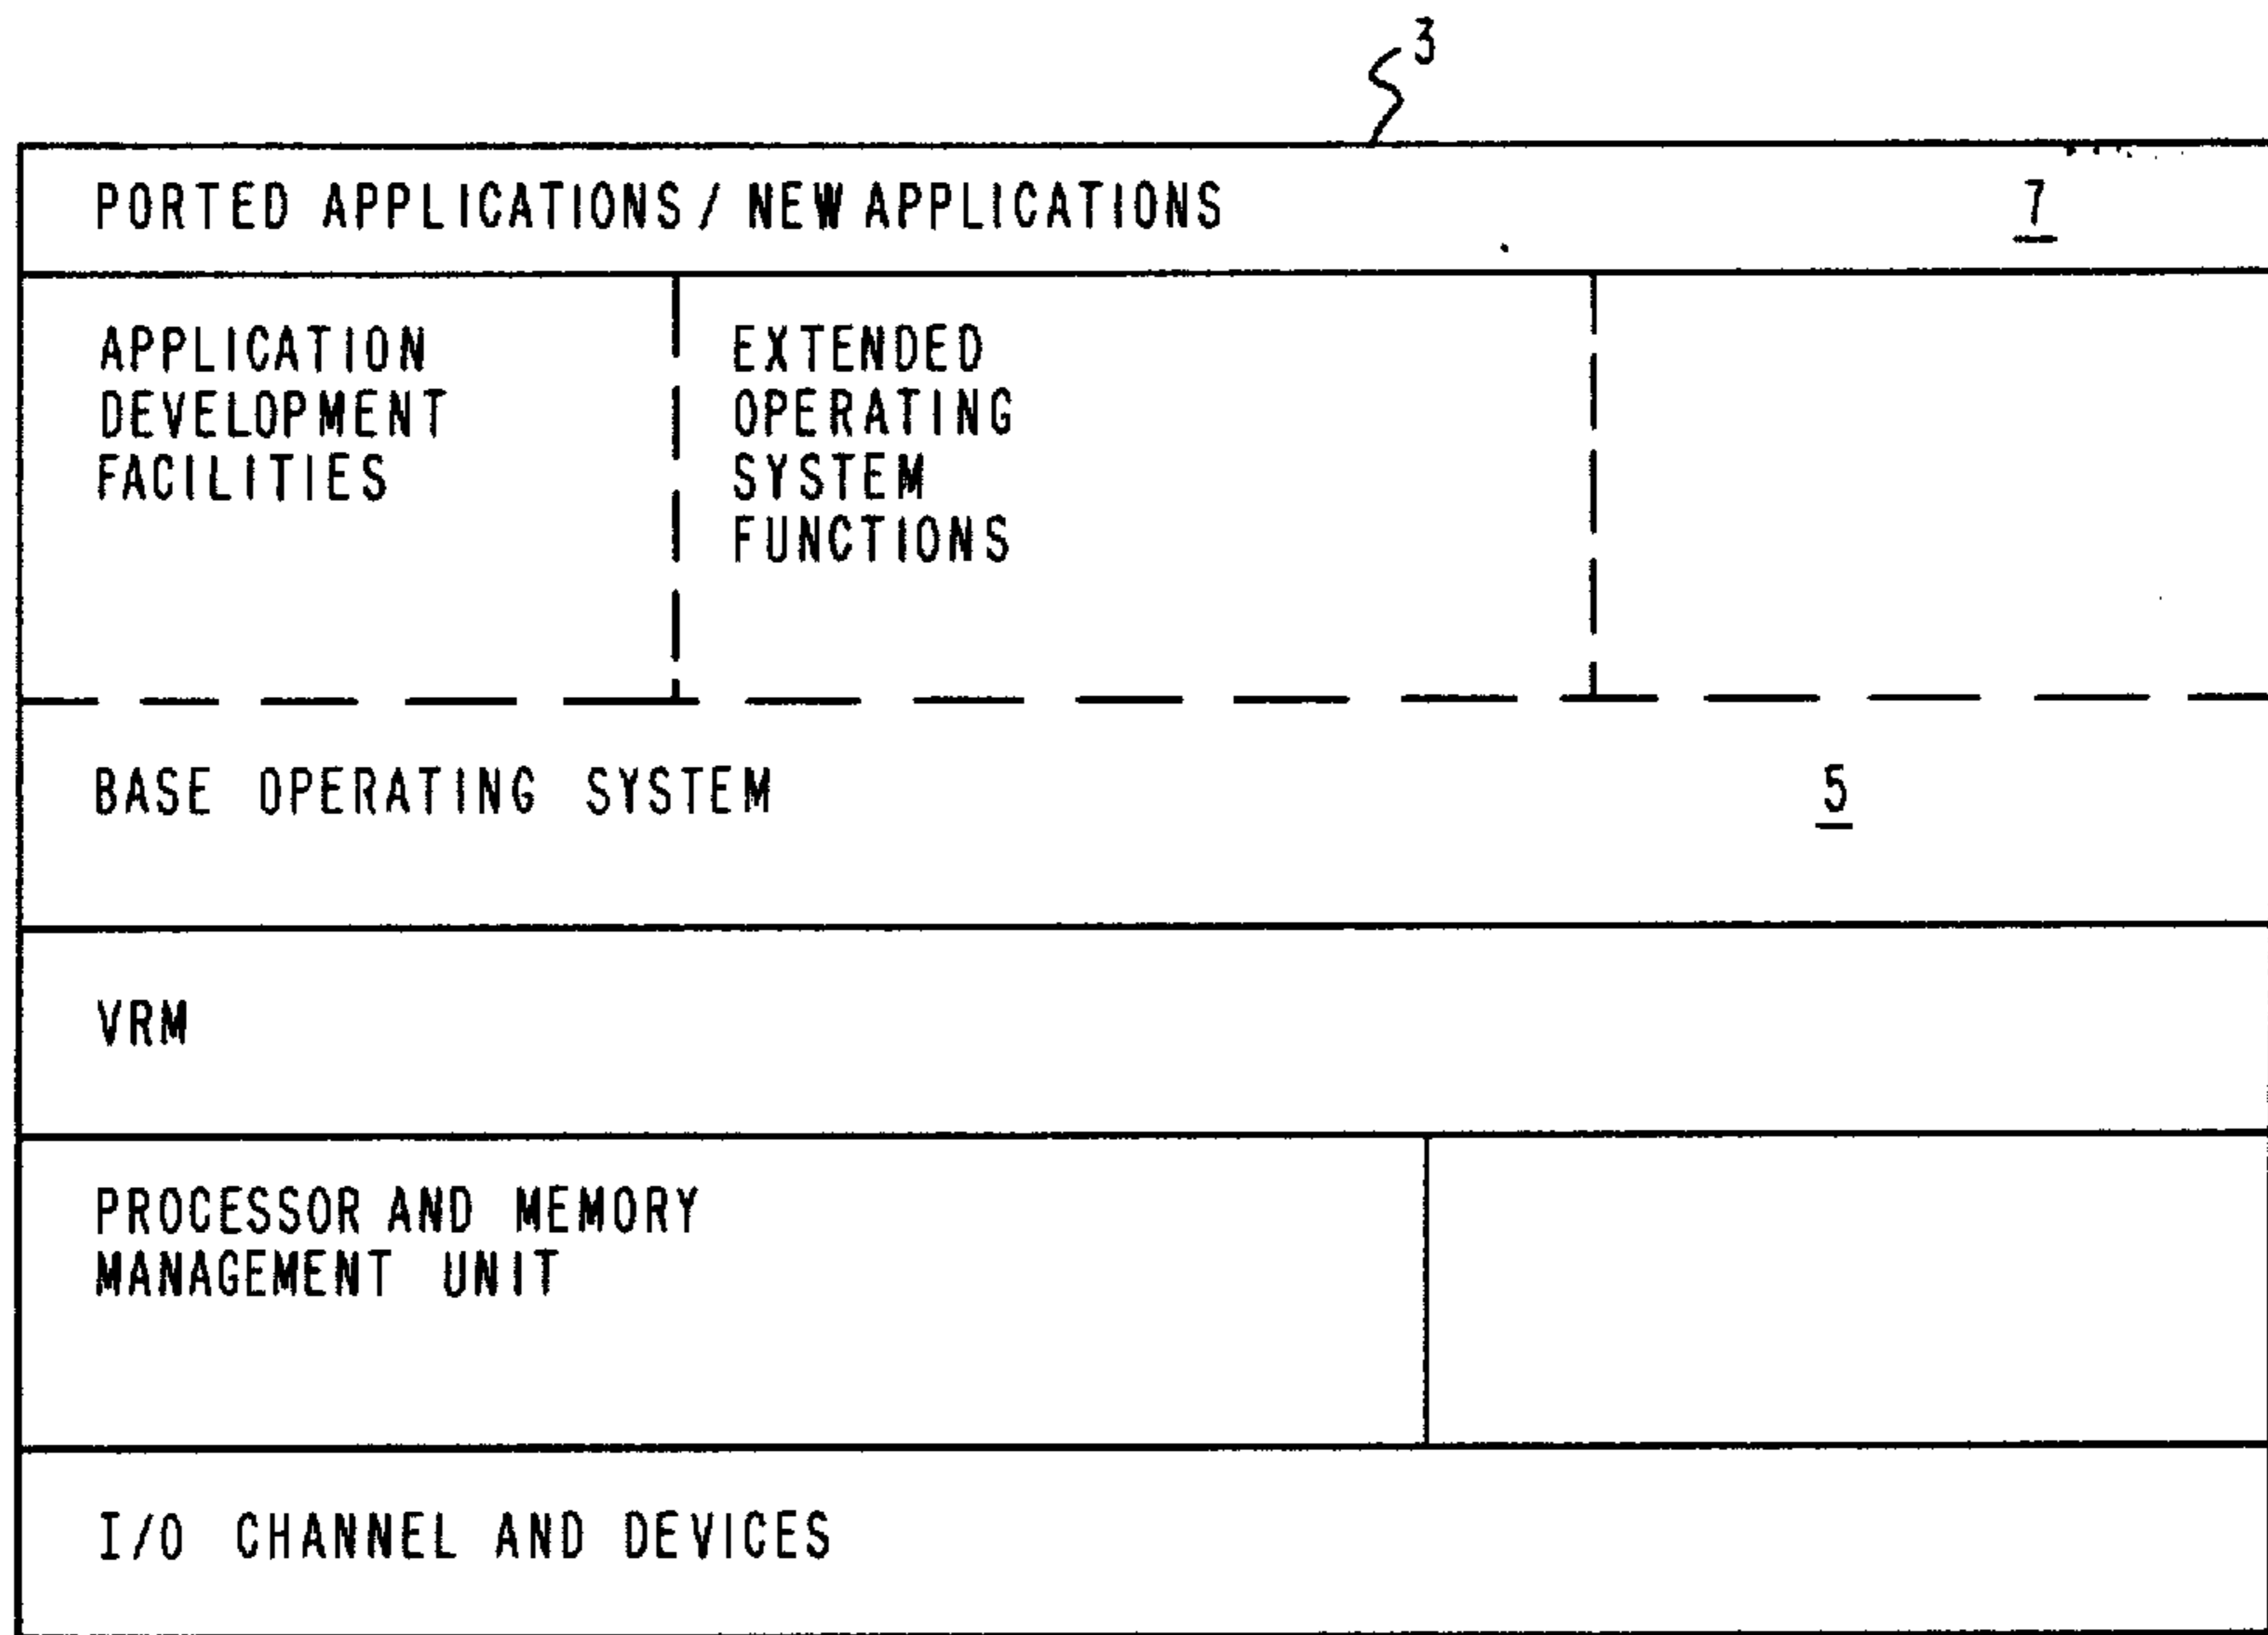 3
PORTED APPLICATIONS / NEW APPLICATIONS 7
APPLICATION
DEVELOPMENT
FACILITIES
EXTENDED
OPERATING
SYSTEM
FUNCTIONS
BASE OPERATING SYSTEM 5
VRM
PROCESSOR AND MEMORY
MANAGEMENT UNIT
I/O CHANNEL AND DEVICES